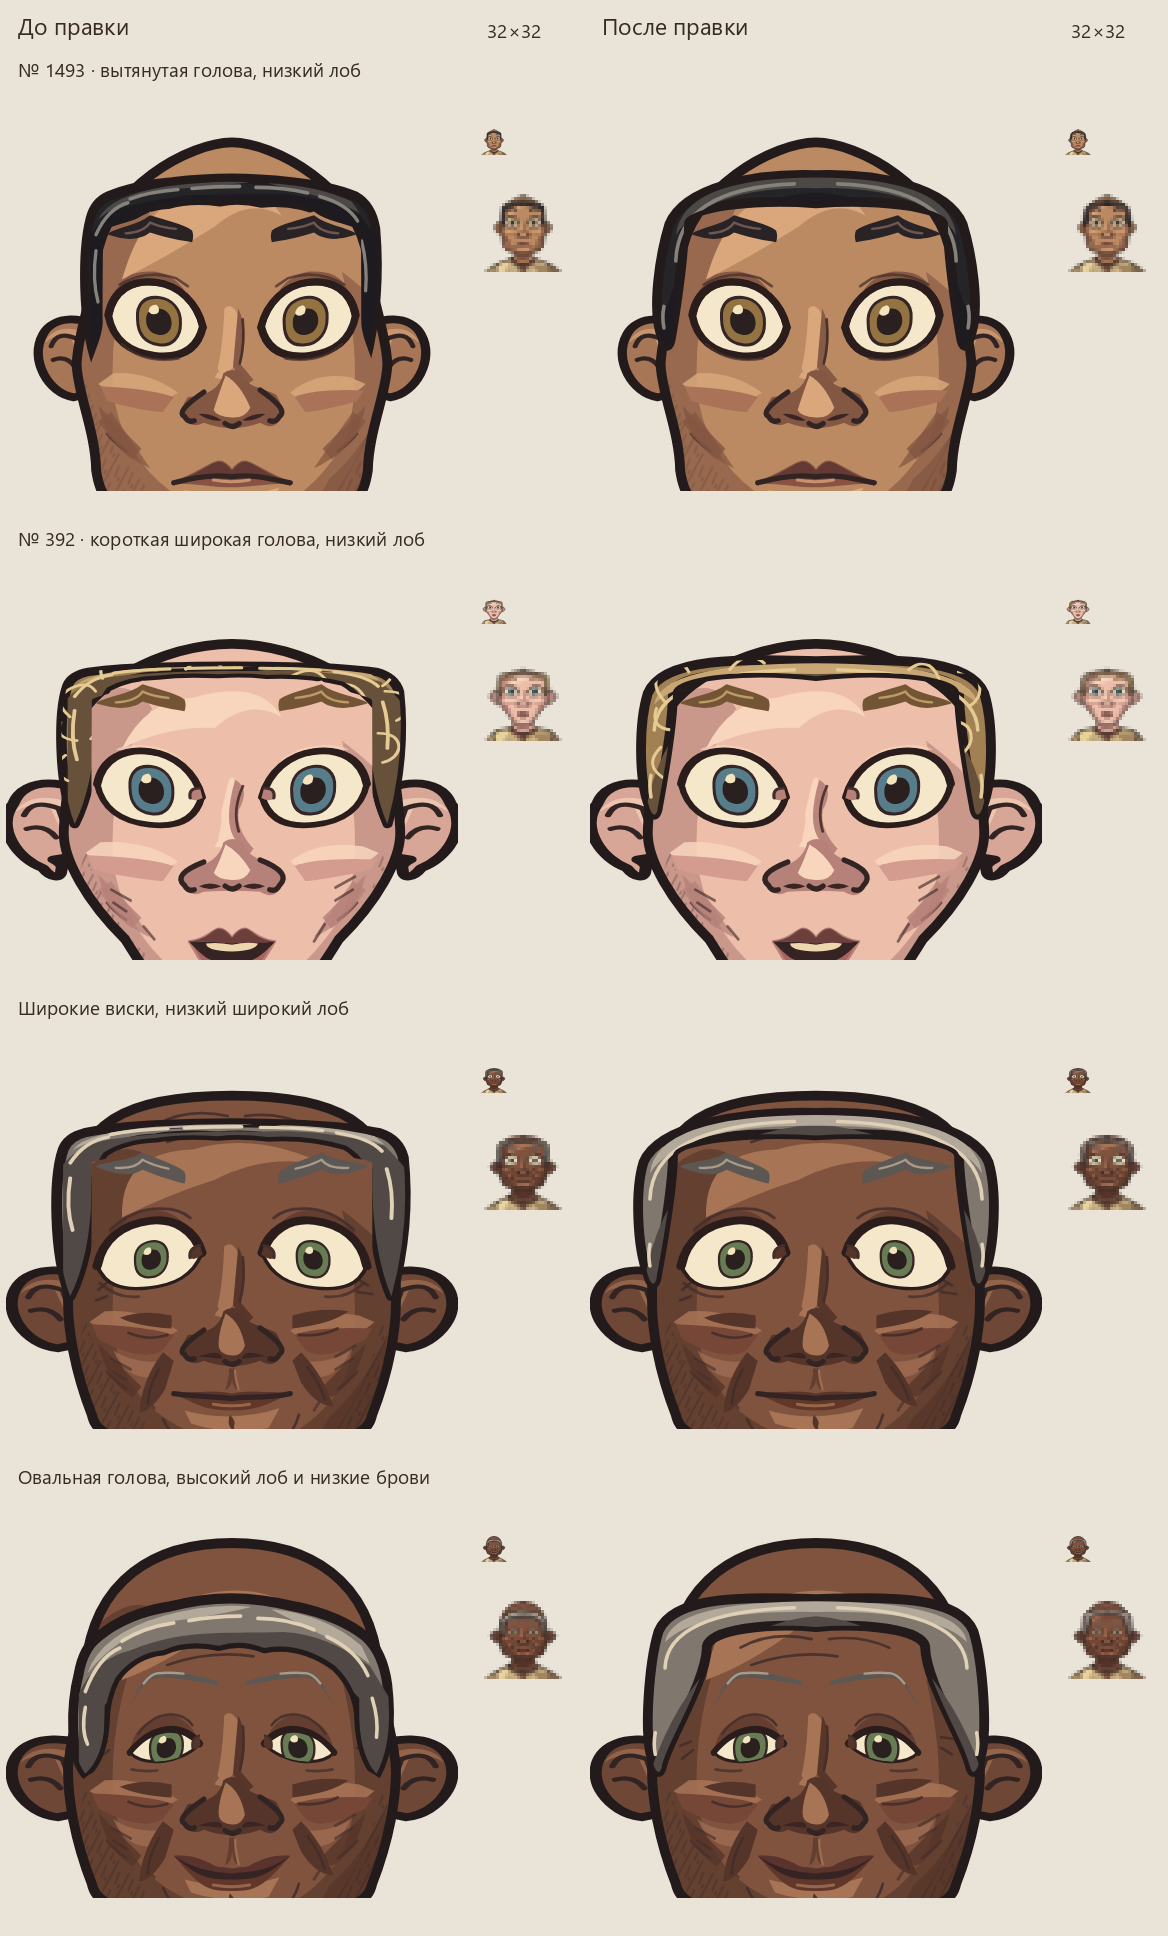 До правки 32×32 После правки 32×32
№ 1493 · вытянутая голова, низкий лоб
№ 392 · короткая широкая голова, низкий лоб
Широкие виски, низкий широкий лоб
Овальная голова, высокий лоб и низкие брови